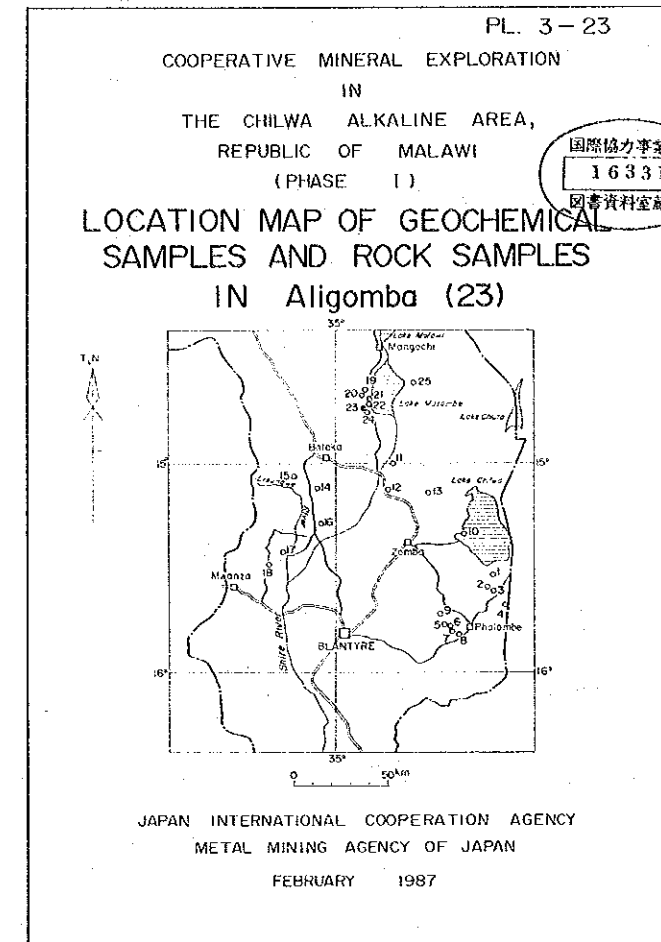 PL. 3-23
COOPERATIVE MINERAL EXPLORATION
IN
THE CHILWA ALKALINE AREA,
REPUBLIC OF MALAWI
(PHASE I)
国際協力事業
1633
図書資料室蔵
LOCATION MAP OF GEOCHEMICAL
SAMPLES AND ROCK SAMPLES
IN Aligomba (23)
35°
Lake Malawi
Mangochi
T.N
19
25
20
21
22
23
24
Lake Malombe
Lake Chiuta
Balaka
11
15°
15°
15
14
12
13
Lake Chilwa
16
10
Zomba
17
18
1
Mwanza
2
3
4
9
5
6
Phalombe
7
8
BLANTYRE
Shire River
16°
16°
35°
0
50km
JAPAN INTERNATIONAL COOPERATION AGENCY
METAL MINING AGENCY OF JAPAN
FEBRUARY 1987